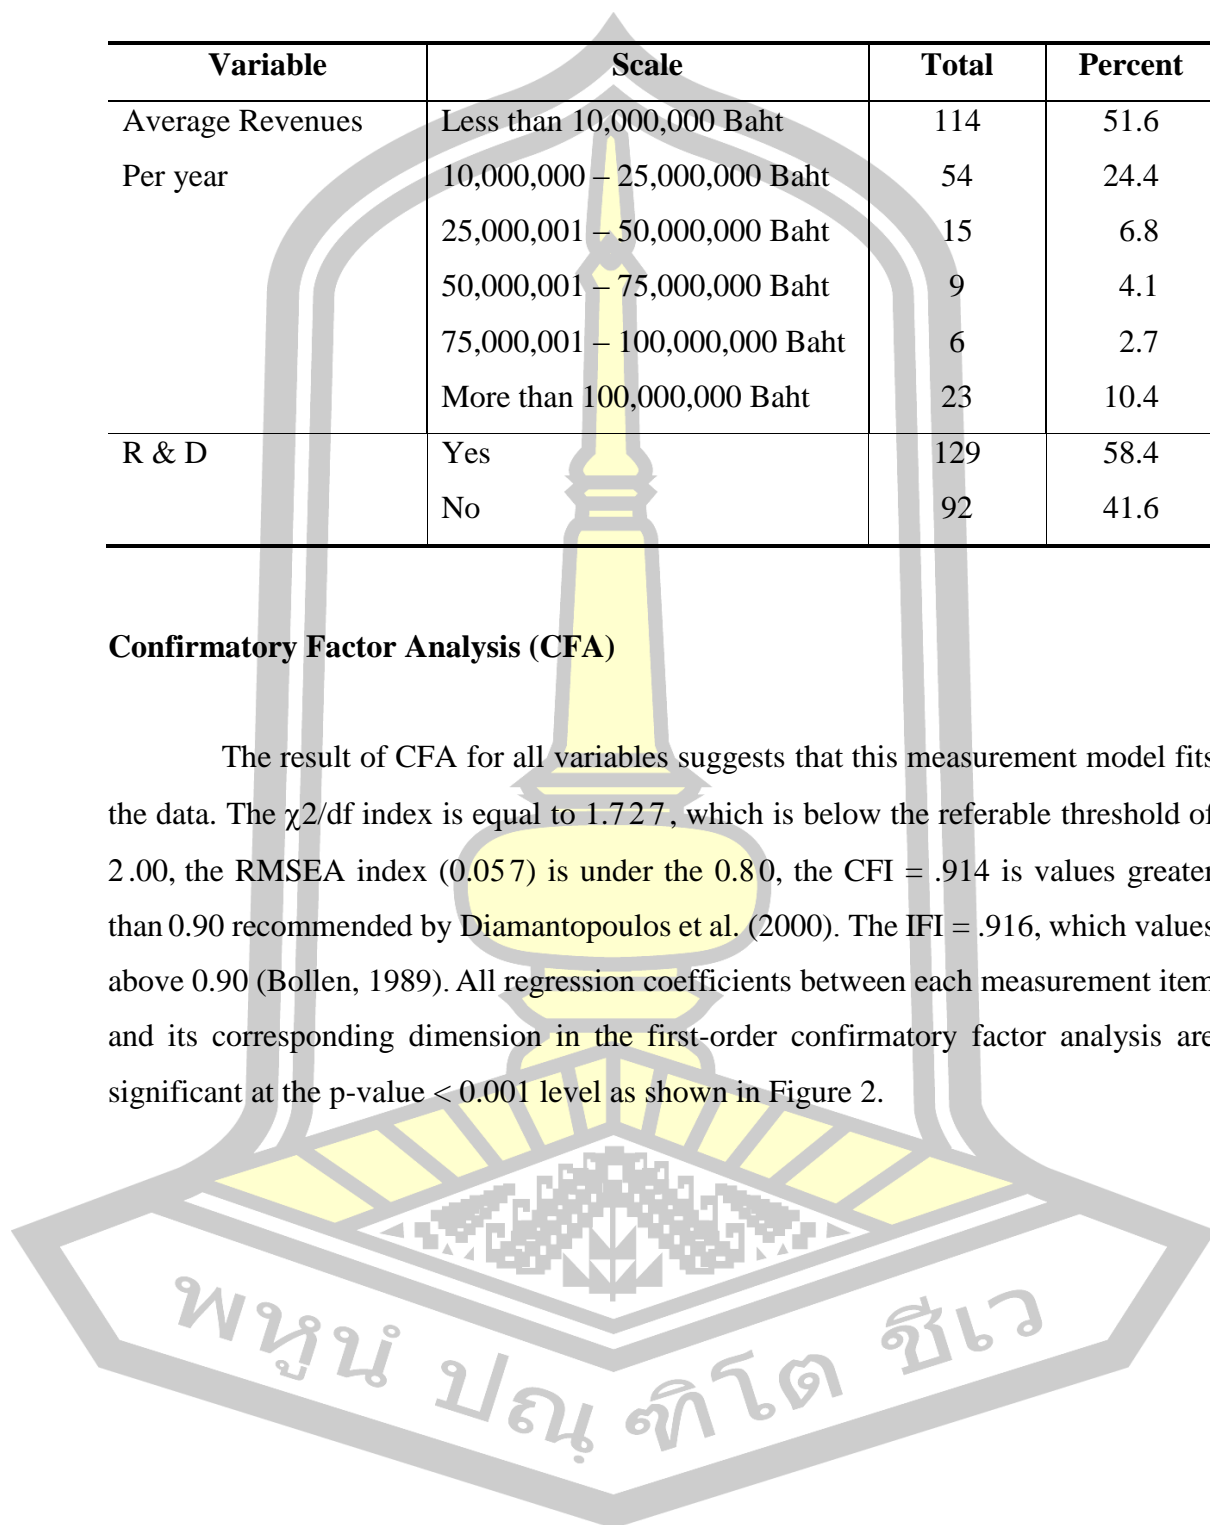 Variable Scale Total Percent
Average Revenues Less than 10,000,000 Baht 114 51.6
Per year 10,000,000 – 25,000,000 Baht 54 24.4
25,000,001 – 50,000,000 Baht 15 6.8
50,000,001 – 75,000,000 Baht 9 4.1
75,000,001 – 100,000,000 Baht 6 2.7
More than 100,000,000 Baht 23 10.4
R & D Yes 129 58.4
No 92 41.6
Confirmatory Factor Analysis (CFA)
The result of CFA for all variables suggests that this measurement model fits
the data. The χ2/df index is equal to 1.727, which is below the referable threshold of
2.00, the RMSEA index (0.057) is under the 0.80, the CFI = .914 is values greater
than 0.90 recommended by Diamantopoulos et al. (2000). The IFI = .916, which values
above 0.90 (Bollen, 1989). All regression coefficients between each measurement item
and its corresponding dimension in the first-order confirmatory factor analysis are
significant at the p-value < 0.001 level as shown in Figure 2.
พหูนํ ปณฺฑิโต ชีเว